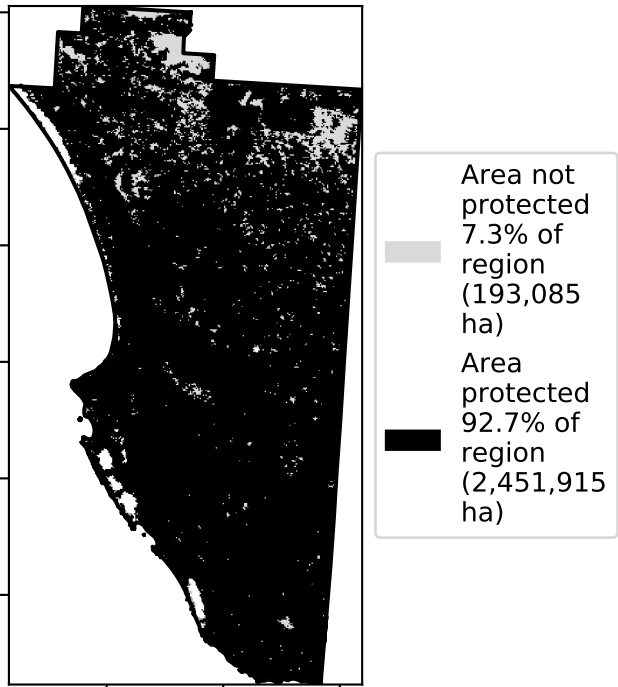 Area not
protected
7.3% of
region
(193,085
ha)
Area
protected
92.7% of
region
(2,451,915
ha)